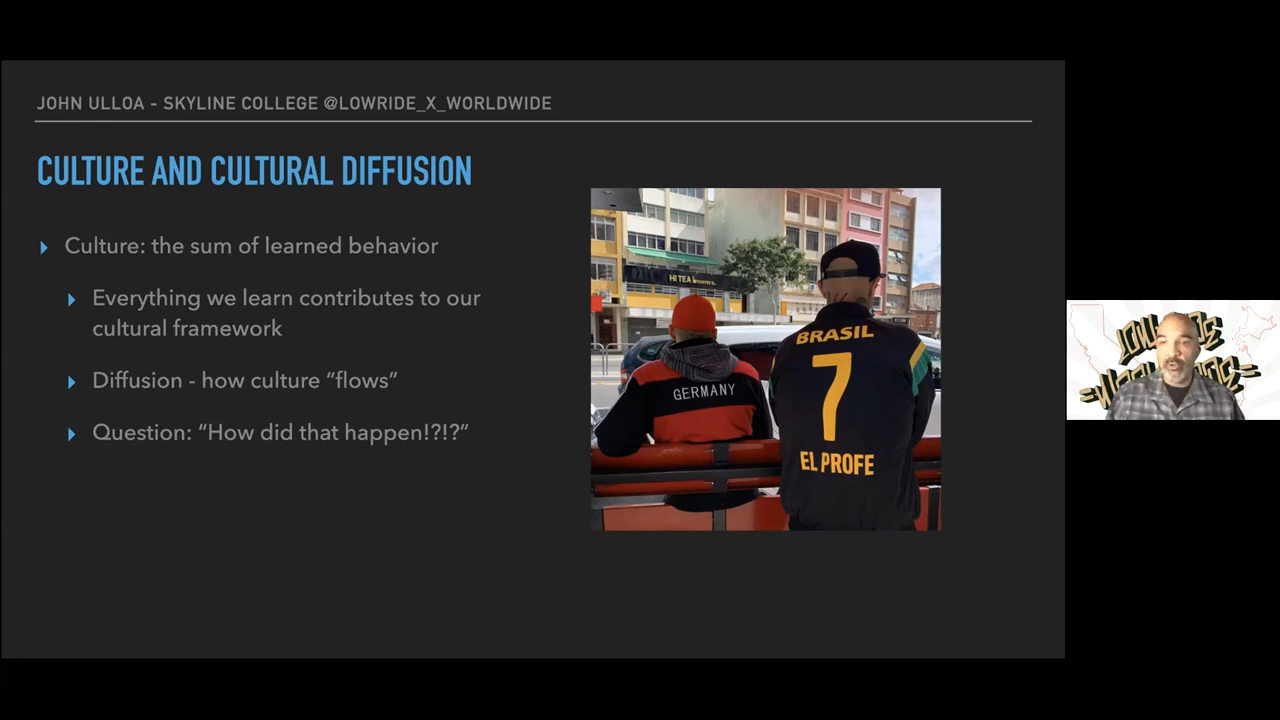 JOHN ULLOA - SKYLINE COLLEGE @LOWRIDE_X_WORLDWIDE
CULTURE AND CULTURAL DIFFUSION
Culture: the sum of learned behavior
Everything we learn contributes to our
cultural framework
Diffusion - how culture “flows”
Question: “How did that happen!?!?”
HI TEA
GERMANY
BRASIL
7
EL PROFE